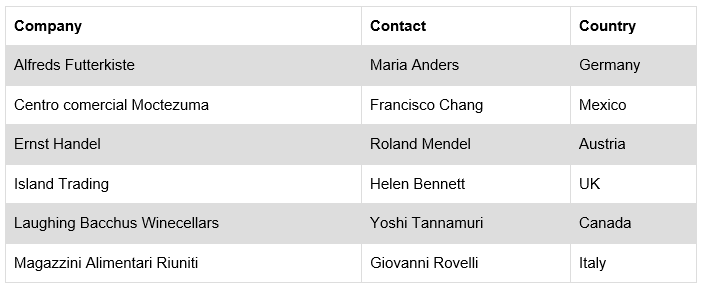 Company Contact Country
Alfreds Futterkiste Maria Anders Germany
Centro comercial Moctezuma Francisco Chang Mexico
Ernst Handel Roland Mendel Austria
Island Trading Helen Bennett UK
Laughing Bacchus Winecellars Yoshi Tannamuri Canada
Magazzini Alimentari Riuniti Giovanni Rovelli Italy